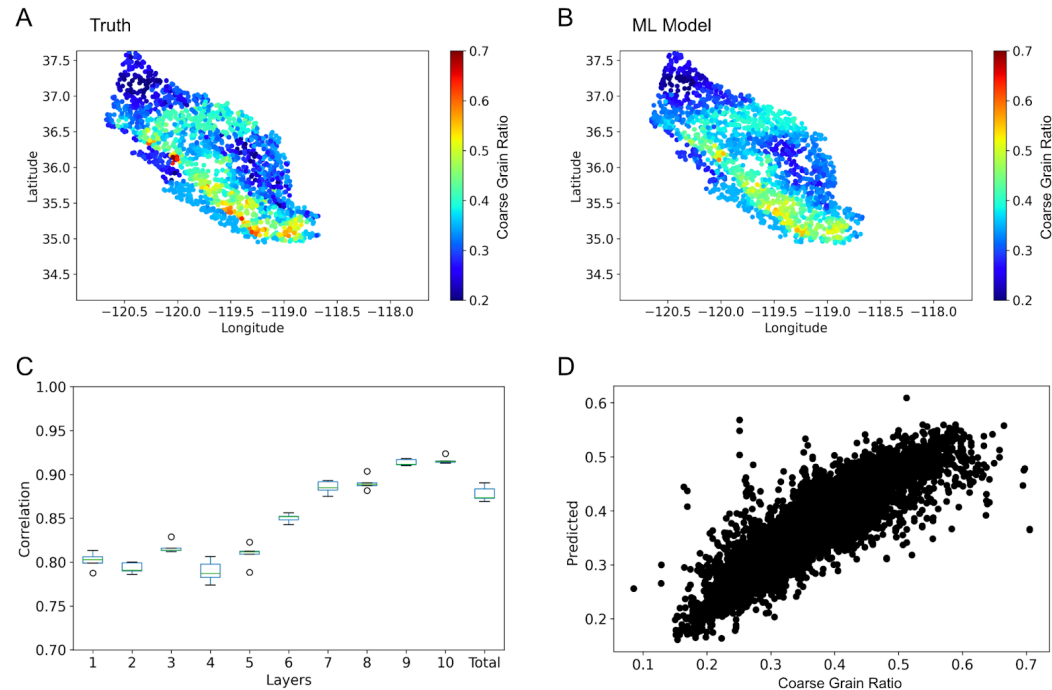 A
Truth
37.5
37.0
36.5
36.0
35.5
35.0
34.5
Latitude
−120.5 −120.0 −119.5 −119.0 −118.5 −118.0
Longitude
0.7
0.6
0.5
0.4
0.3
0.2
Coarse Grain Ratio
B
ML Model
37.5
37.0
36.5
36.0
35.5
35.0
34.5
Latitude
−120.5 −120.0 −119.5 −119.0 −118.5 −118.0
Longitude
0.7
0.6
0.5
0.4
0.3
0.2
Coarse Grain Ratio
C
1.00
0.95
0.90
0.85
0.80
0.75
0.70
Correlation
1 2 3 4 5 6 7 8 9 10 Total
Layers
D
0.6
0.5
0.4
0.3
0.2
Predicted
0.1 0.2 0.3 0.4 0.5 0.6 0.7
Coarse Grain Ratio